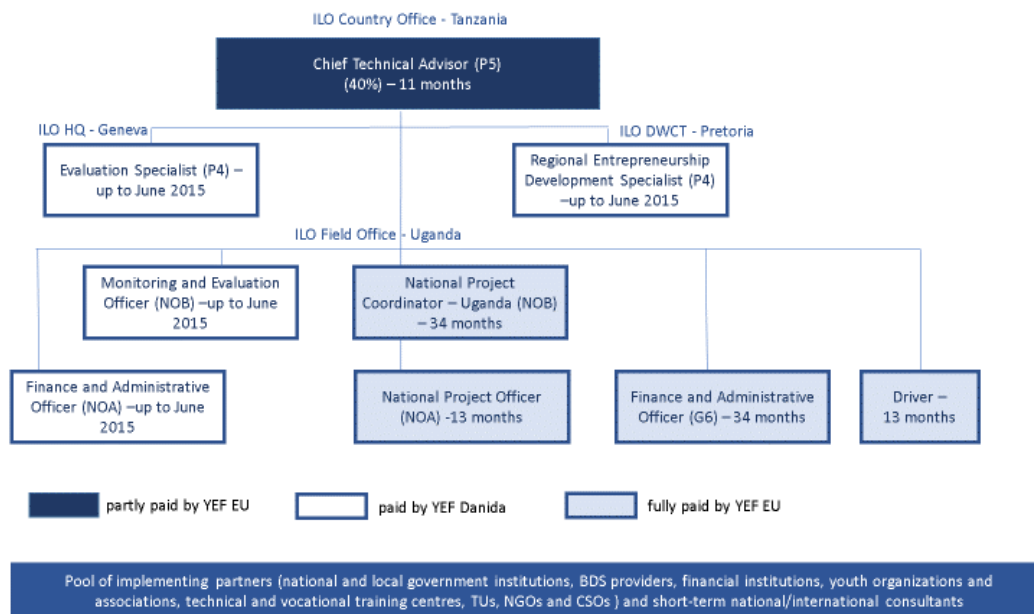 ILO Country Office - Tanzania
Chief Technical Advisor (P5)
(40%) – 11 months
ILO HQ - Geneva
ILO DWCT - Pretoria
Evaluation Specialist (P4) –
up to June 2015
Regional Entrepreneurship
Development Specialist (P4)
–up to June 2015
ILO Field Office - Uganda
Monitoring and Evaluation
Officer (NOB) –up to June
2015
National Project
Coordinator – Uganda (NOB)
– 34 months
Finance and Administrative
Officer (NOA) –up to June
2015
National Project Officer
(NOA) -13 months
Finance and Administrative
Officer (G6) – 34 months
Driver –
13 months
partly paid by YEF EU
paid by YEF Danida
fully paid by YEF EU
Pool of implementing partners (national and local government institutions, BDS providers, financial institutions, youth organizations and
associations, technical and vocational training centres, TUs, NGOs and CSOs ) and short-term national/international consultants